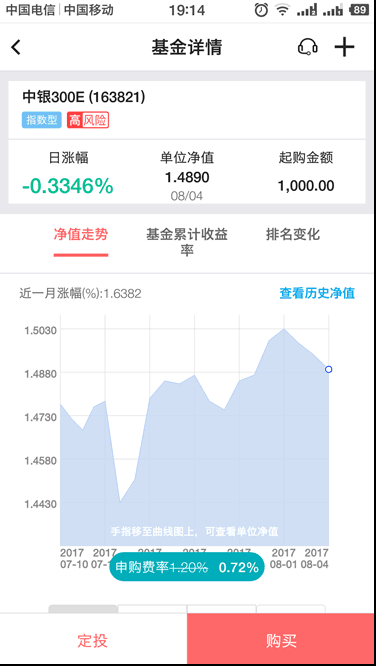 中国电信 中国移动 19:14 89
基金详情
中银300E (163821)
指数型 高风险
日涨幅 单位净值 起购金额
-0.3346% 1.4890 1,000.00
08/04
净值走势 基金累计收益率 排名变化
近一月涨幅(%):1.6382 查看历史净值
1.5030
1.4880
1.4730
1.4580
1.4430
手指移至曲线图上，可查看单位净值
2017 2017 2017 2017
07-10 07-1 08-01 08-04
申购费率1.20% 0.72%
定投 购买